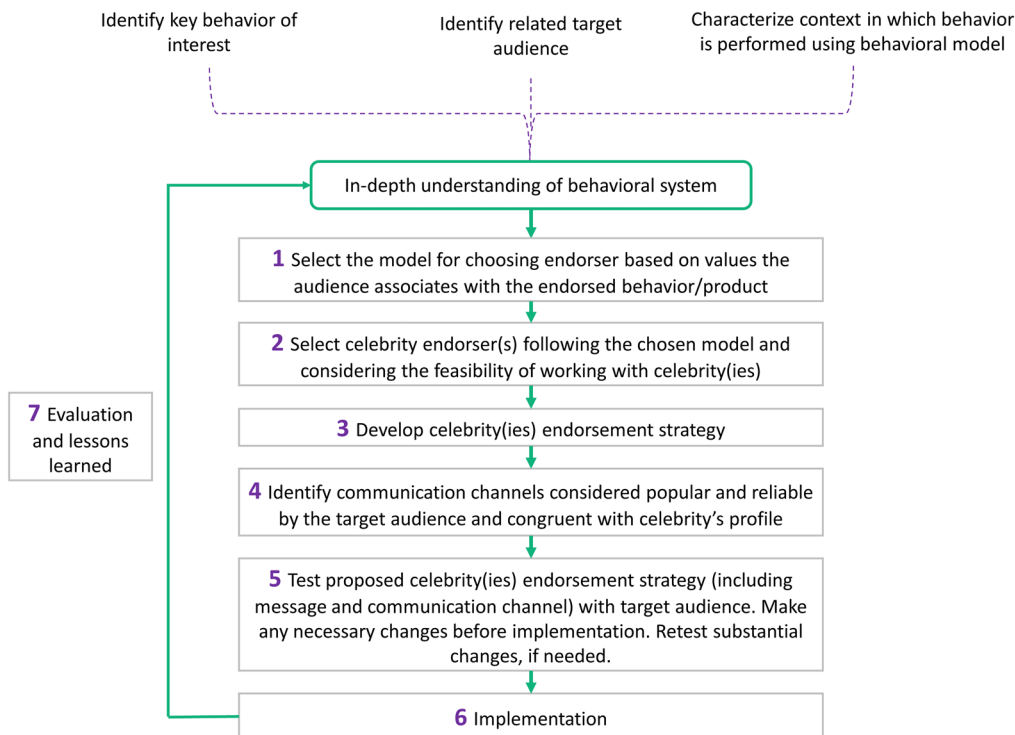 Identify key behavior of
interest
Identify related target
audience
Characterize context in which behavior
is performed using behavioral model
In-depth understanding of behavioral system
1 Select the model for choosing endorser based on values the
audience associates with the endorsed behavior/product
2 Select celebrity endorser(s) following the chosen model and
considering the feasibility of working with celebrity(ies)
3 Develop celebrity(ies) endorsement strategy
4 Identify communication channels considered popular and reliable
by the target audience and congruent with celebrity's profile
5 Test proposed celebrity(ies) endorsement strategy (including
message and communication channel) with target audience. Make
any necessary changes before implementation. Retest substantial
changes, if needed.
6 Implementation
7 Evaluation
and lessons
learned